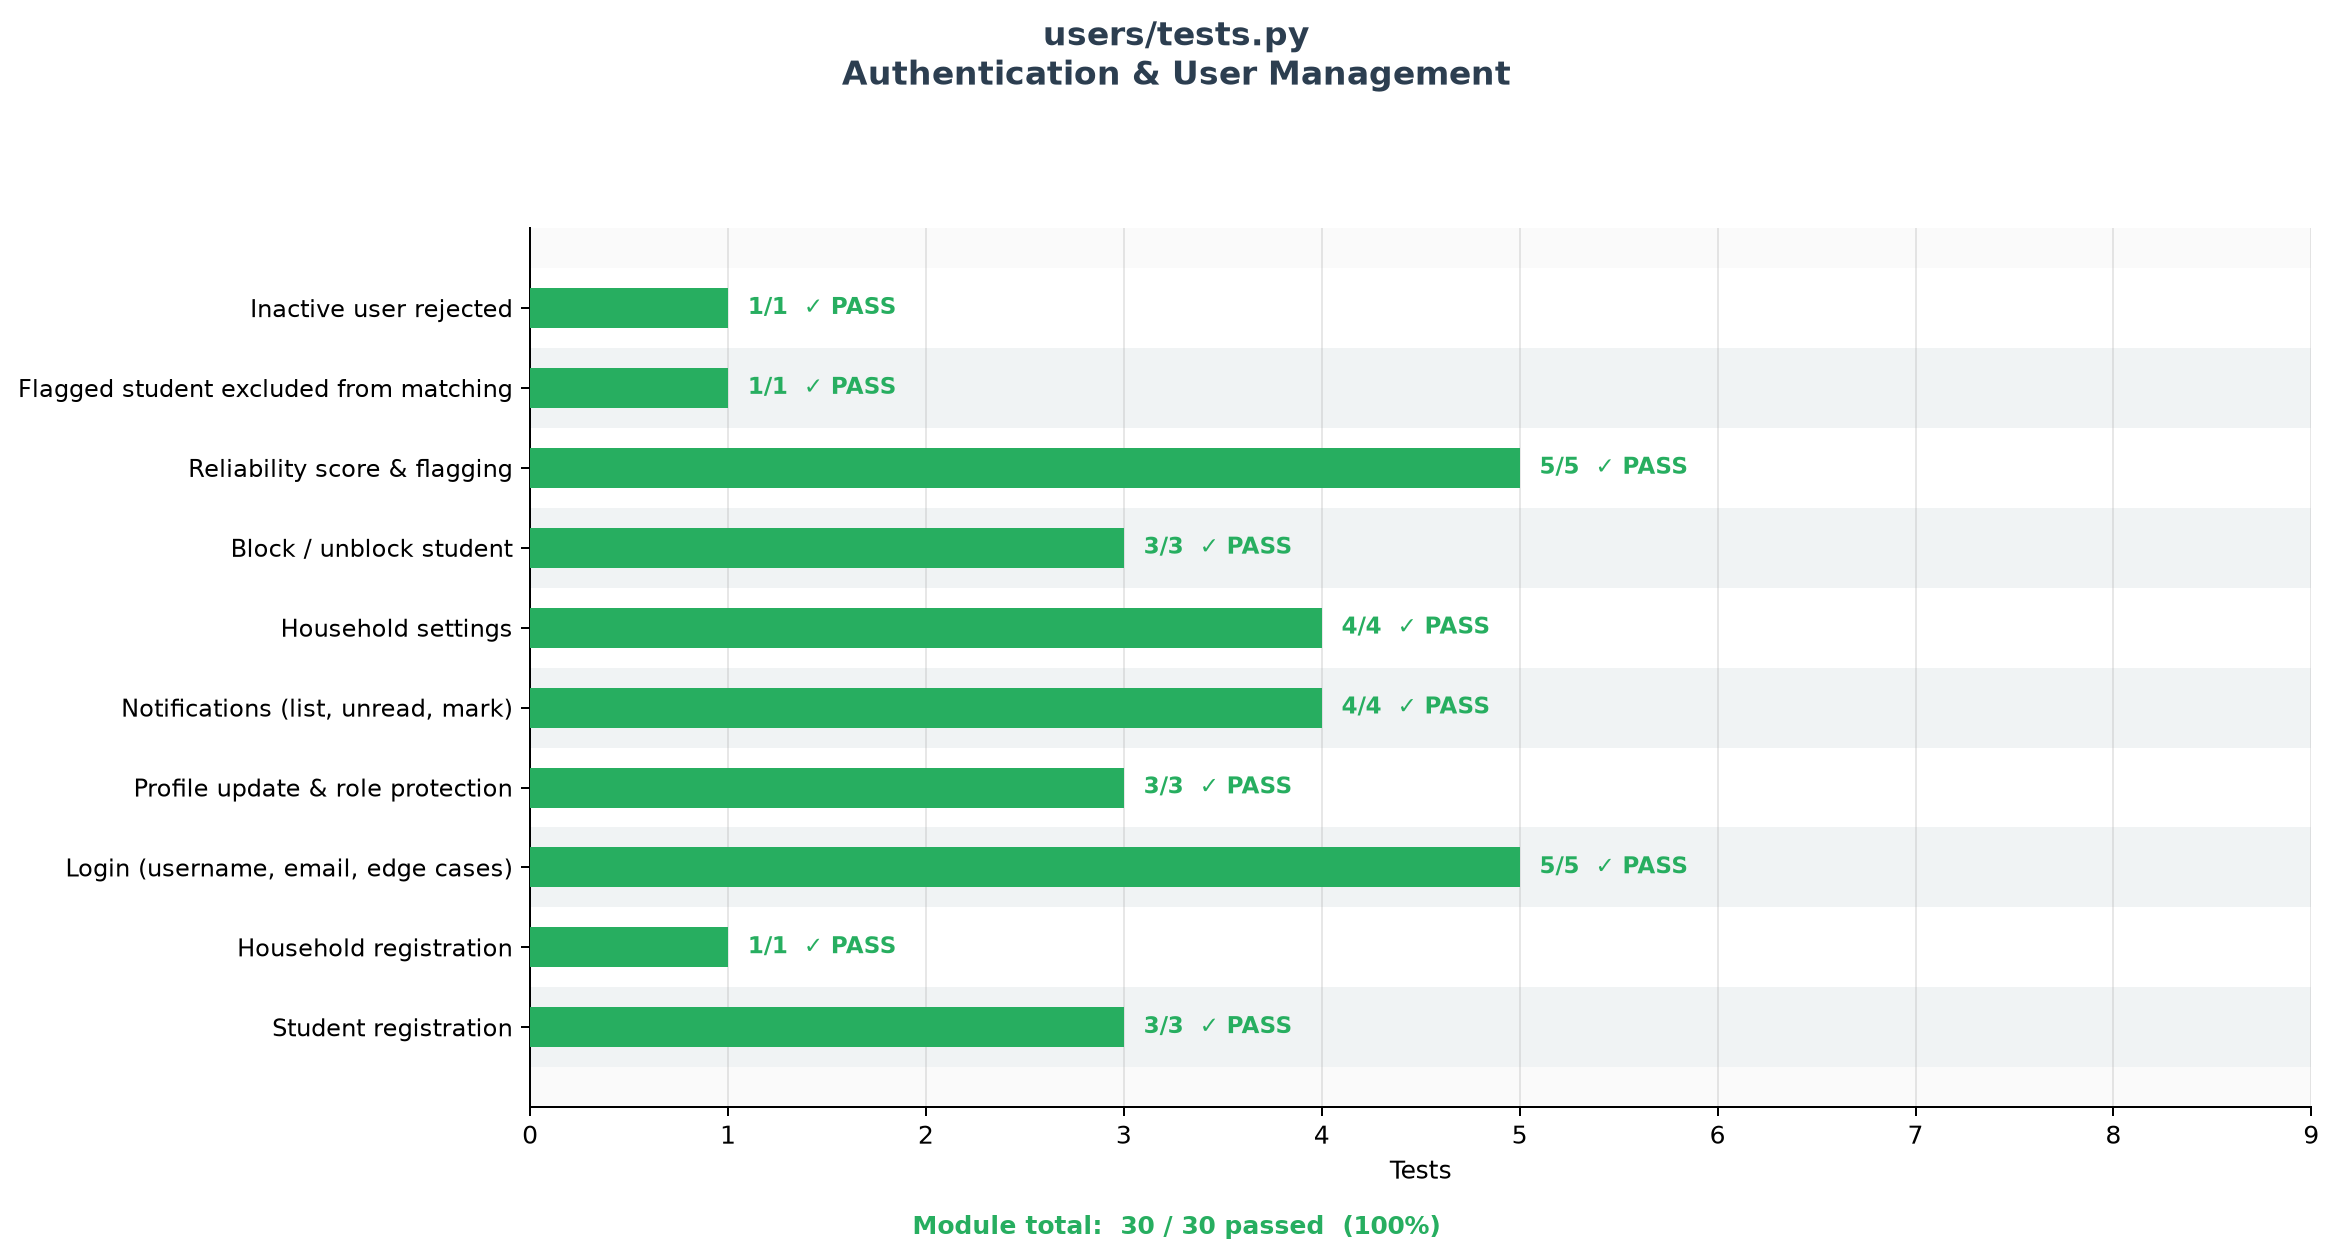 users/tests.py
Authentication & User Management
Inactive user rejected 1/1 ✓ PASS
Flagged student excluded from matching 1/1 ✓ PASS
Reliability score & flagging 5/5 ✓ PASS
Block / unblock student 3/3 ✓ PASS
Household settings 4/4 ✓ PASS
Notifications (list, unread, mark) 4/4 ✓ PASS
Profile update & role protection 3/3 ✓ PASS
Login (username, email, edge cases) 5/5 ✓ PASS
Household registration 1/1 ✓ PASS
Student registration 3/3 ✓ PASS
0 1 2 3 4 5 6 7 8 9
Tests
Module total: 30 / 30 passed (100%)